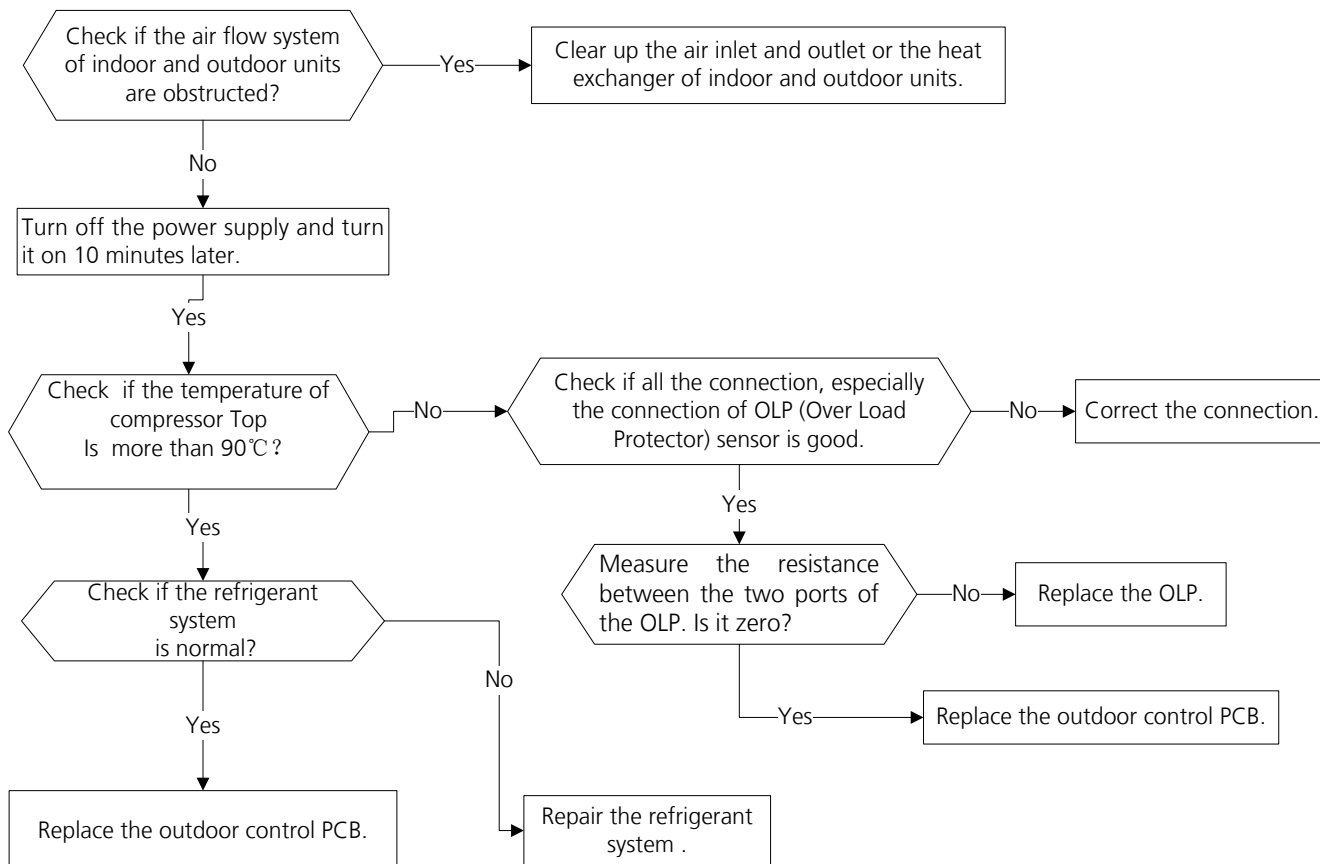 Check if the air flow system
of indoor and outdoor units
are obstructed?
Yes
Clear up the air inlet and outlet or the heat
exchanger of indoor and outdoor units.
No
Turn off the power supply and turn
it on 10 minutes later.
Yes
Check if the temperature of
compressor Top
Is more than 90℃?
No
Check if all the connection, especially
the connection of OLP (Over Load
Protector) sensor is good.
No
Correct the connection.
Yes
Yes
Measure the resistance
between the two ports of
the OLP. Is it zero?
No
Replace the OLP.
Check if the refrigerant
system
is normal?
No
Yes
Replace the outdoor control PCB.
Yes
Replace the outdoor control PCB.
Repair the refrigerant
system .